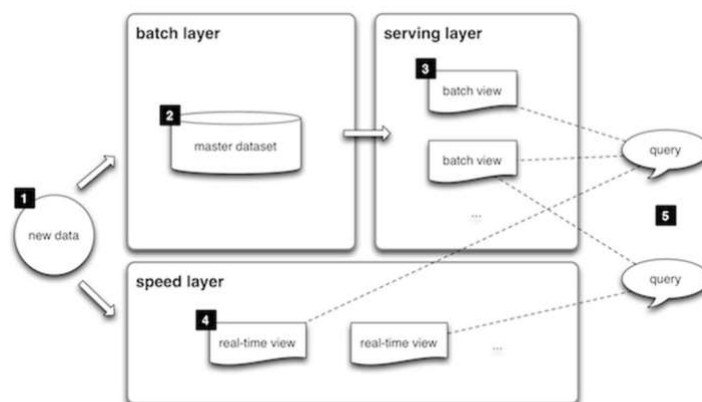 batch layer
serving layer
3
batch view
2
master dataset
batch view
query
1
new data
5
...
speed layer
query
4
real-time view
real-time view
...